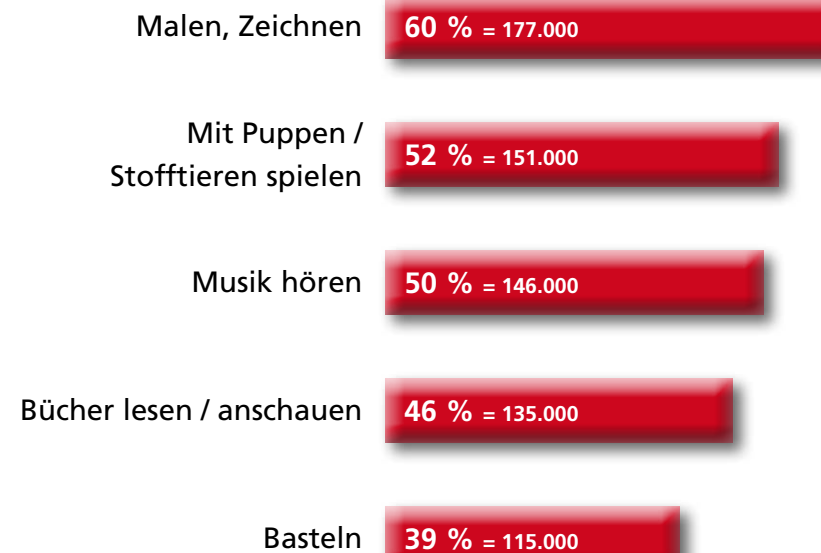 Malen, Zeichnen 60 % = 177.000
Mit Puppen /
Stofftieren spielen 52 % = 151.000
Musik hören 50 % = 146.000
Bücher lesen / anschauen 46 % = 135.000
Basteln 39 % = 115.000